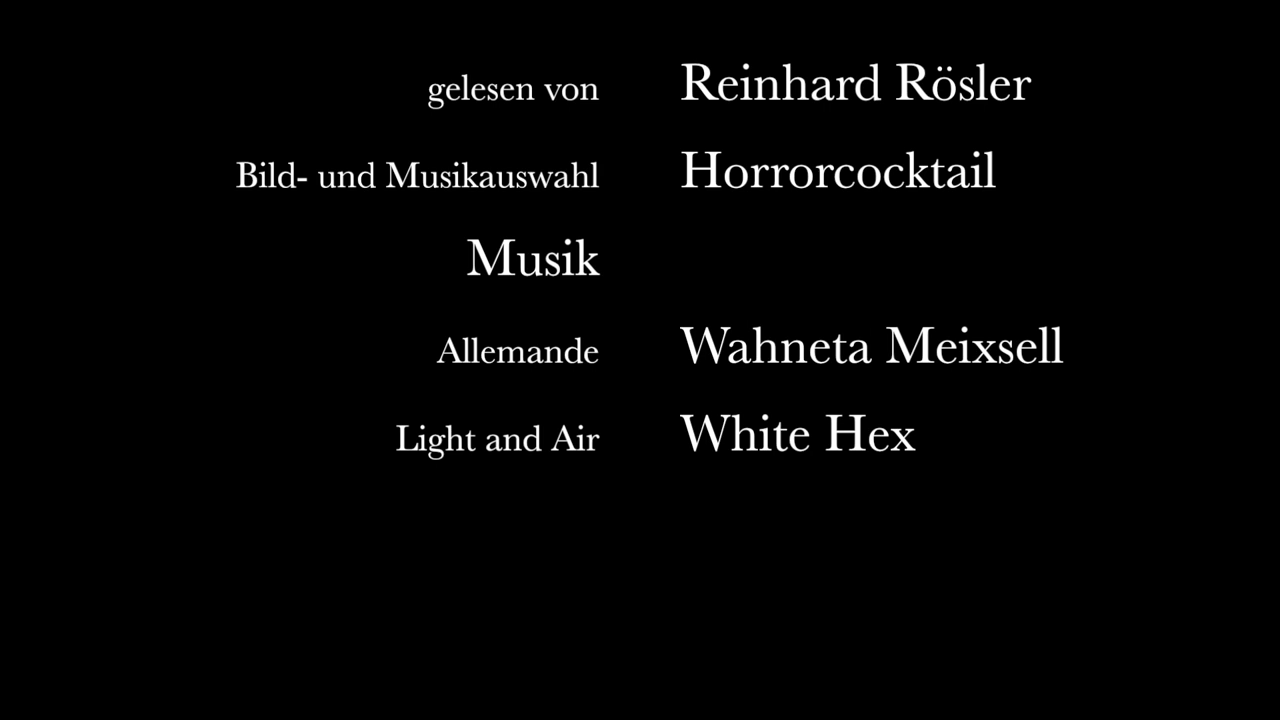 gelesen von Reinhard Rösler
Bild- und Musikauswahl Horrorcocktail
Musik
Allemande Wahneta Meixsell
Light and Air White Hex